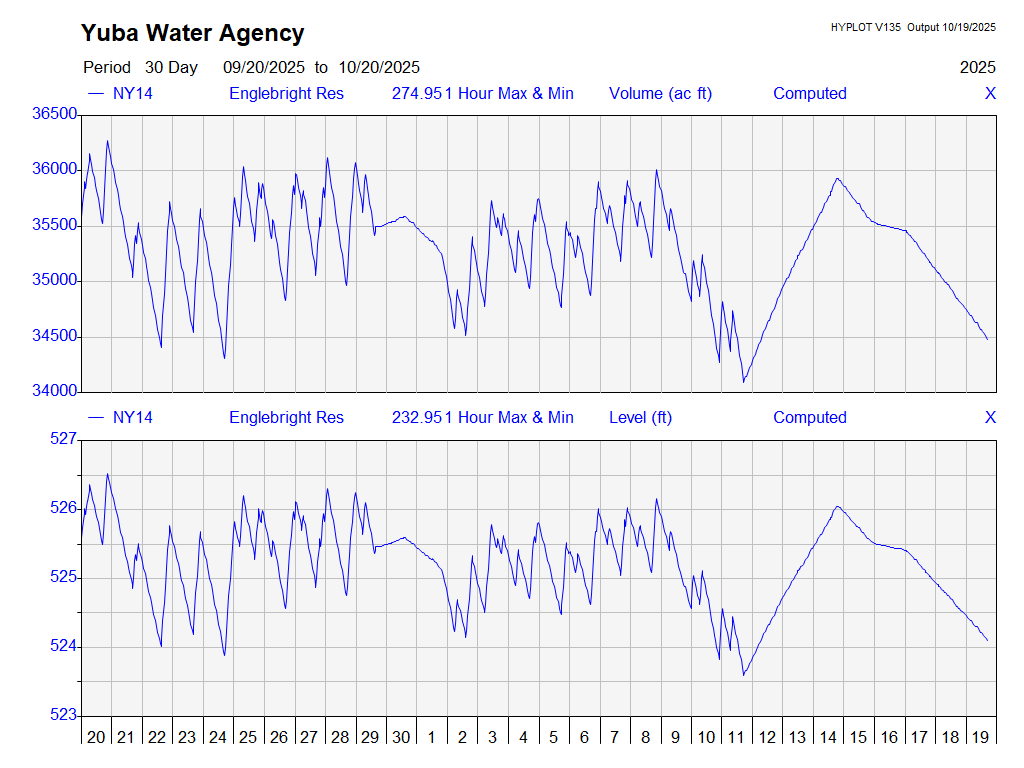 Yuba Water Agency
HYPLOT V135 Output 10/19/2025
Period 30 Day 09/20/2025 to 10/20/2025 2025
NY14 Englebright Res 274.951 Hour Max & Min Volume (ac ft) Computed X
36500
36000
35500
35000
34500
34000
NY14 Englebright Res 232.951 Hour Max & Min Level (ft) Computed X
527
526
525
524
523
20 21 22 23 24 25 26 27 28 29 30 1 2 3 4 5 6 7 8 9 10 11 12 13 14 15 16 17 18 19